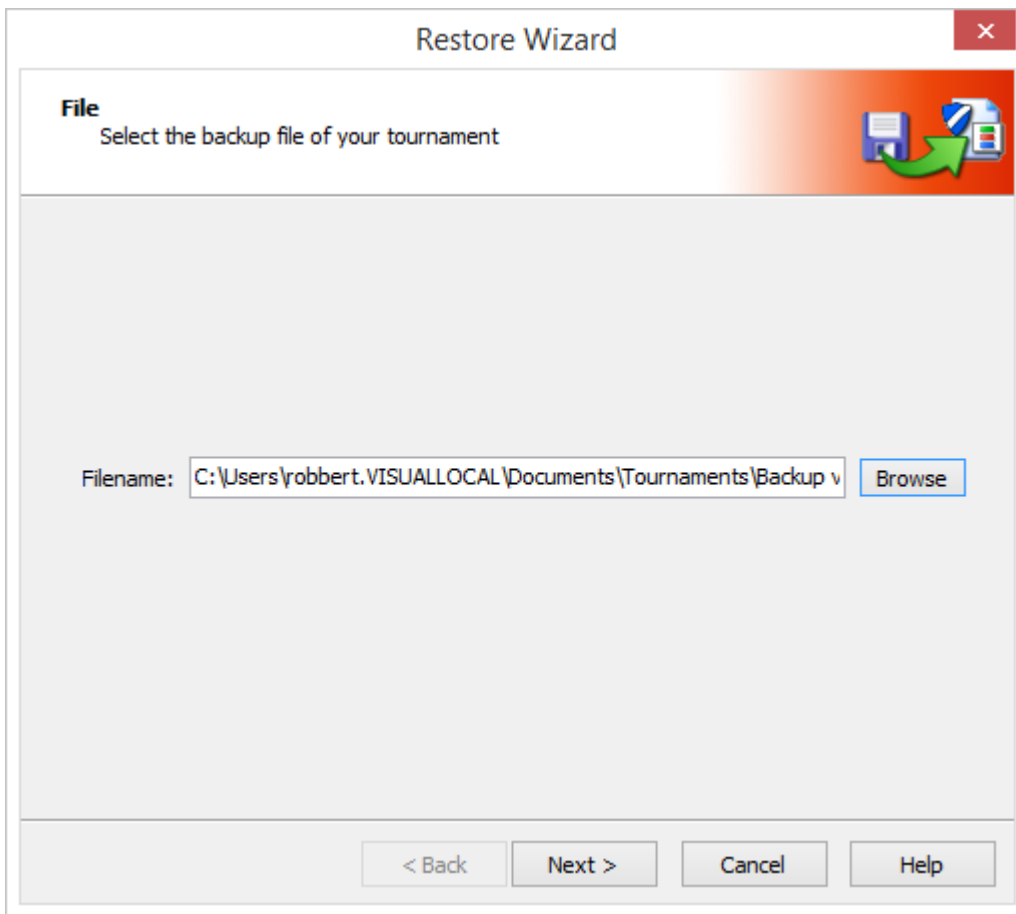 Restore Wizard
File
Select the backup file of your tournament
Filename: C:\Users\robbert.VISUALLOCAL\Documents\Tournaments\Backup v Browse
< Back Next > Cancel Help